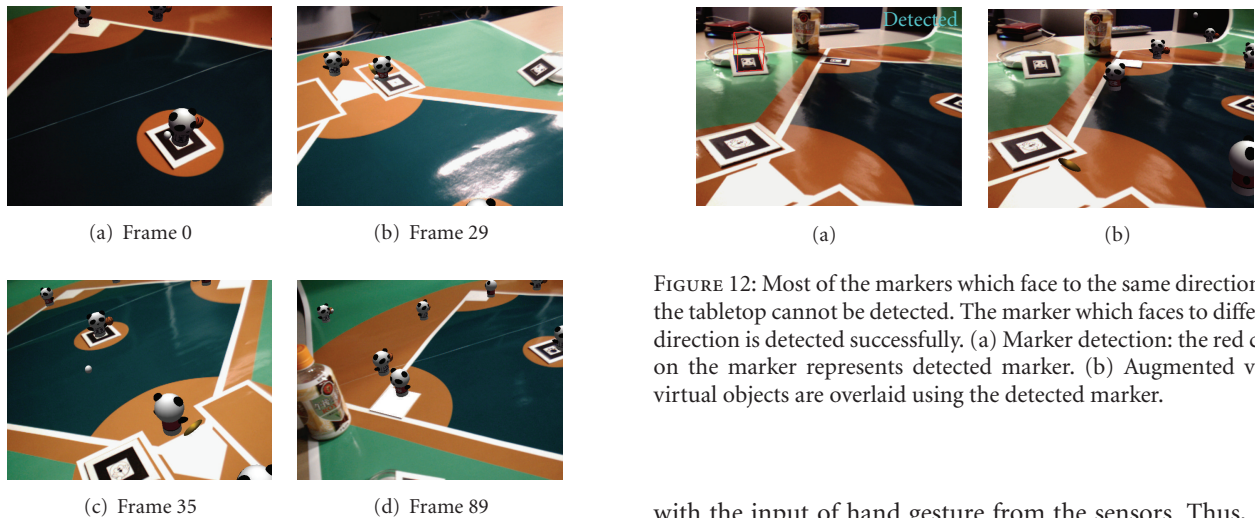 (a) Frame 0
(b) Frame 29
(c) Frame 35
(d) Frame 89
Detected
(a)
(b)
FIGURE 12: Most of the markers which face to the same direction
the tabletop cannot be detected. The marker which faces to
direction is detected successfully. (a) Marker detection: the red
on the marker represents detected marker. (b) Augmented
virtual objects are overlaid using the detected marker.
with the input of hand gesture from the sensors. Thus,